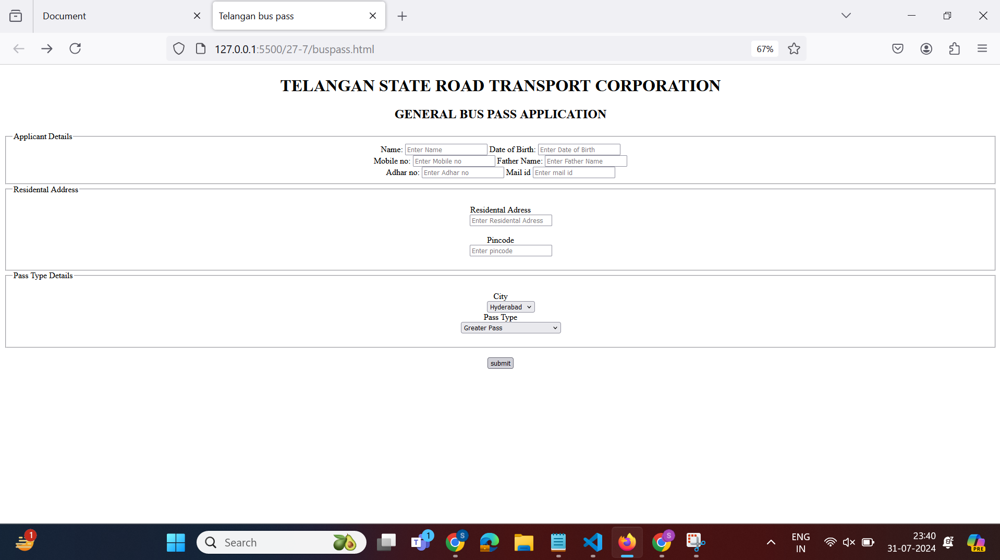 Document
Telangan bus pass
127.0.0.1:5500/27-7/buspass.html
67%
TELANGAN STATE ROAD TRANSPORT CORPORATION
GENERAL BUS PASS APPLICATION
Applicant Details
Name: Enter Name Date of Birth: Enter Date of Birth
Mobile no: Enter Mobile no Father Name: Enter Father Name
Adhar no: Enter Adhar no Mail id Enter mail id
Residental Address
Residental Adress
Enter Residental Adress
Pincode
Enter pincode
Pass Type Details
City
Hyderabad
Pass Type
Greater Pass
submit
1
Search
T
1
S
S
PRE
ENG
IN
23:40
31-07-2024